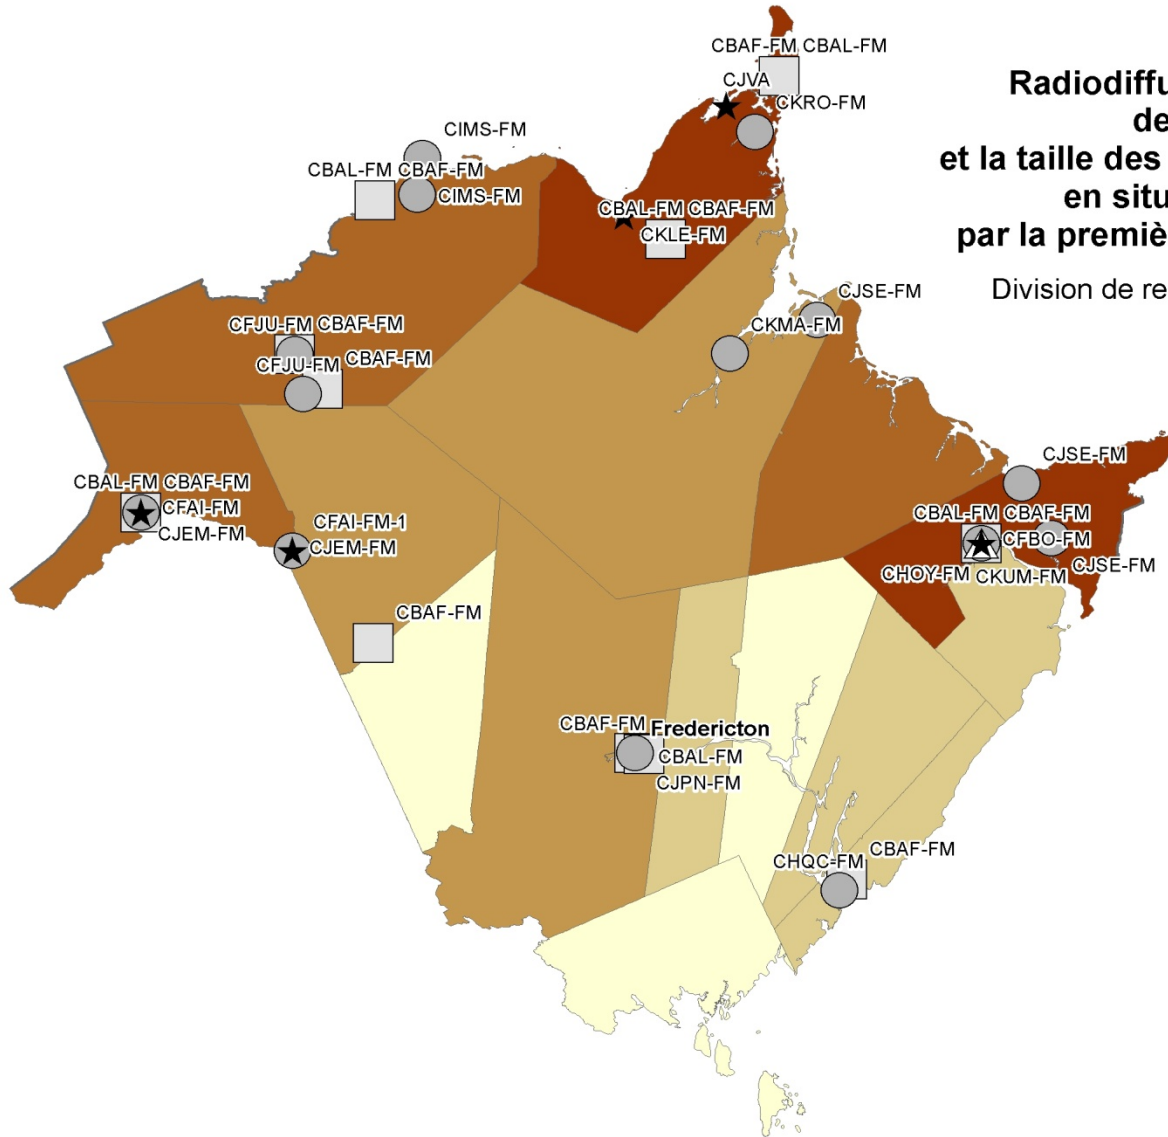 CBAF-FM CBAL-FM
CJVA
CKRO-FM
Radiodiffu
de
et la taille des
en situ
par la premiè
Division de re
CIMS-FM
CBAL-FM CBAF-FM
CIMS-FM
CBAL-FM CBAF-FM
CKLE-FM
CJSE-FM
CKMA-FM
CFJU-FM CBAF-FM
CFJU-FM CBAF-FM
CJSE-FM
CBAL-FM CBAF-FM
CFAI-FM
CJEM-FM
CFAI-FM-1
CJEM-FM
CBAL-FM CBAF-FM
CFBO-FM
CJSE-FM
CHOY-FM CKUM-FM
CBAF-FM
CBAF-FM Fredericton
CBAL-FM
CJPN-FM
CHQC-FM CBAF-FM